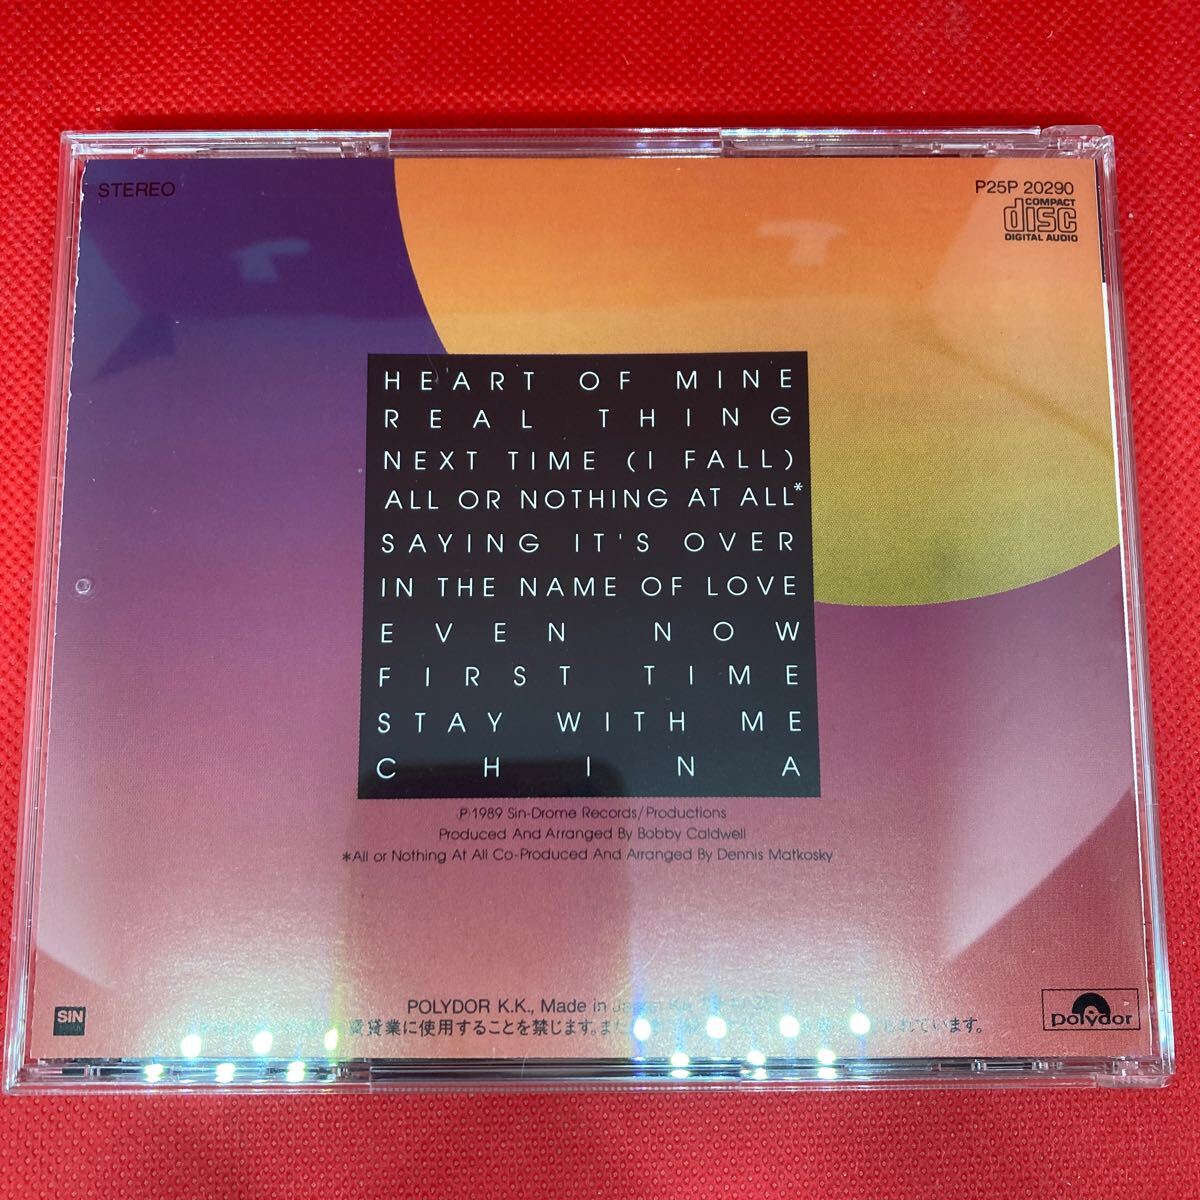 STEREO
P25P 20290
COMPACT
disc
DIGITAL AUDIO
HEART OF MINE
REAL THING
NEXT TIME (I FALL)
ALL OR NOTHING AT ALL*
SAYING IT'S OVER
IN THE NAME OF LOVE
EVEN NOW
FIRST TIME
STAY WITH ME
CHINA
℗1989 Sin-Drome Records/Productions
Produced And Arranged By Bobby Caldwell
*All or Nothing At All Co-Produced And Arranged By Dennis Matkosky
POLYDOR K.K., Made in
賃貸業に使用することを禁じます。また
れています。
SIN
polydor